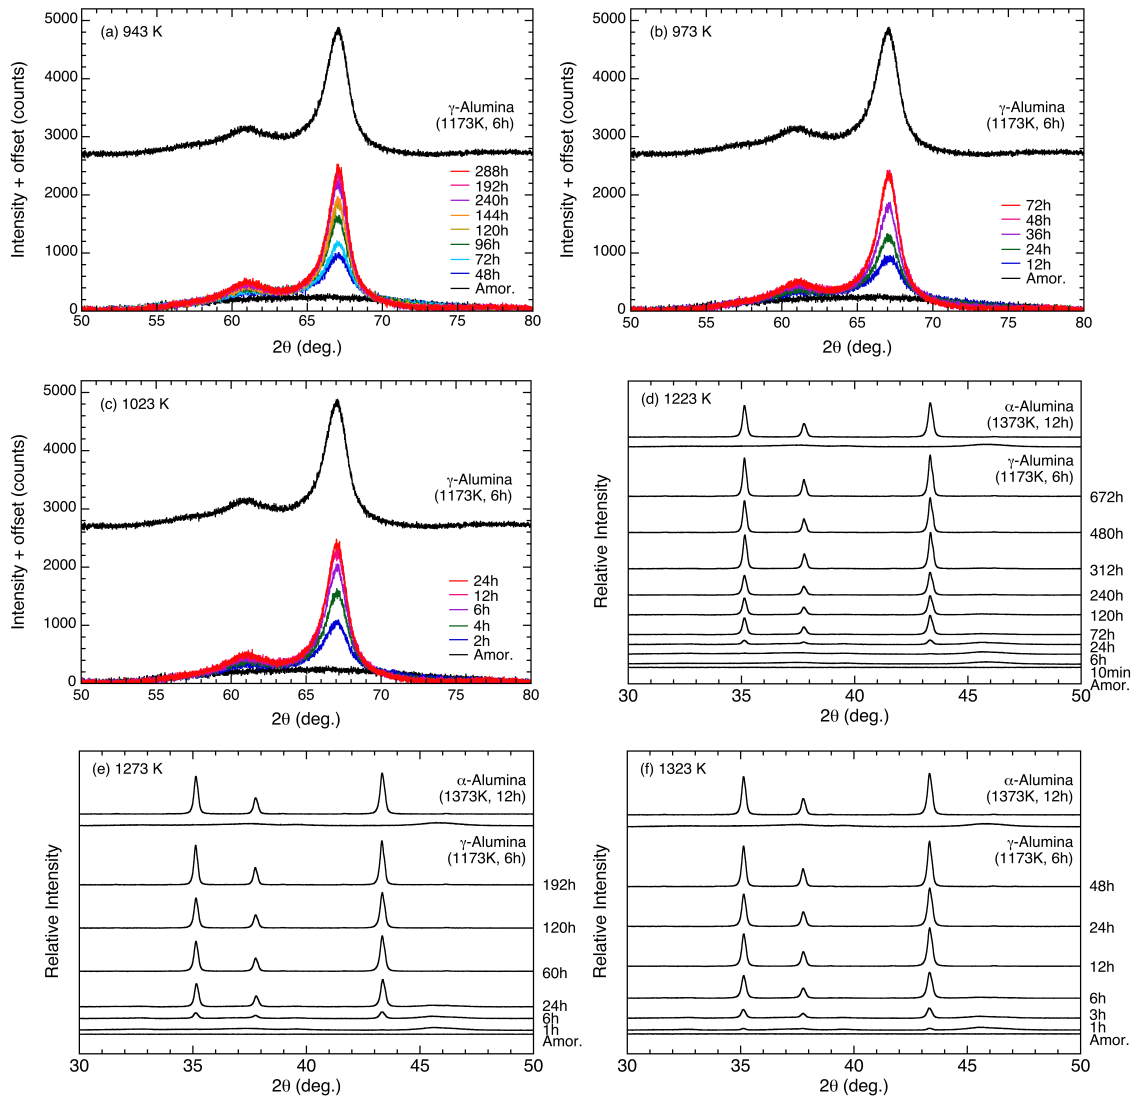 (a) 943 K
γ-Alumina
(1173K, 6h)
288h
192h
240h
144h
120h
96h
72h
48h
Amor.
5000
4000
3000
2000
1000
0
50 55 60 65 70 75 80
2θ (deg.)
Intensity + offset (counts)
(b) 973 K
γ-Alumina
(1173K, 6h)
72h
48h
36h
24h
12h
Amor.
5000
4000
3000
2000
1000
0
50 55 60 65 70 75 80
2θ (deg.)
Intensity + offset (counts)
(c) 1023 K
γ-Alumina
(1173K, 6h)
24h
12h
6h
4h
2h
Amor.
5000
4000
3000
2000
1000
0
50 55 60 65 70 75 80
2θ (deg.)
Intensity + offset (counts)
(d) 1223 K
α-Alumina
(1373K, 12h)
γ-Alumina
(1173K, 6h)
672h
480h
312h
240h
120h
72h
24h
6h
10min
Amor.
30 35 40 45 50
2θ (deg.)
Relative Intensity
(e) 1273 K
α-Alumina
(1373K, 12h)
γ-Alumina
(1173K, 6h)
192h
120h
60h
24h
6h
1h
Amor.
30 35 40 45 50
2θ (deg.)
Relative Intensity
(f) 1323 K
α-Alumina
(1373K, 12h)
γ-Alumina
(1173K, 6h)
48h
24h
12h
6h
3h
1h
Amor.
30 35 40 45 50
2θ (deg.)
Relative Intensity